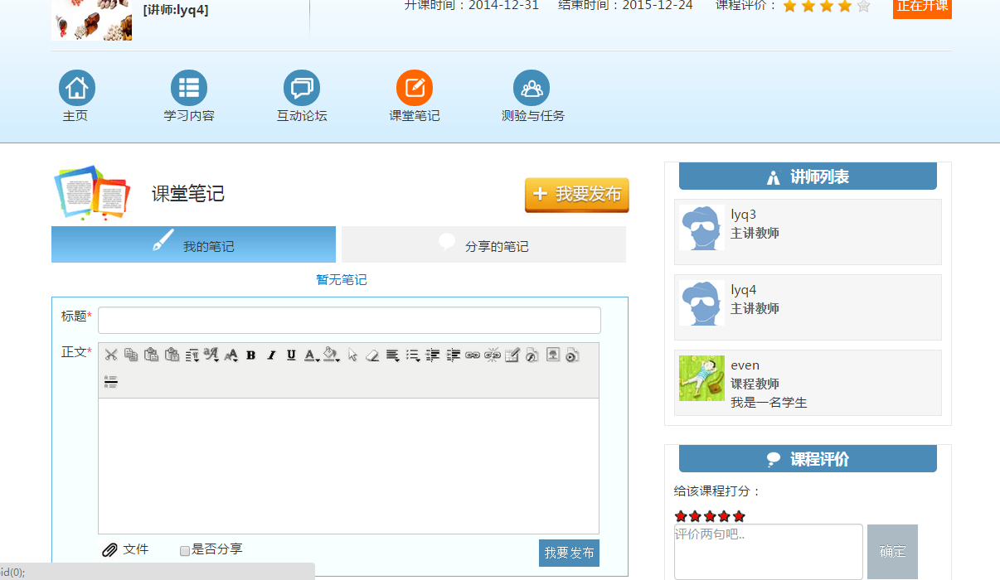 [讲师:lyq4]
开课时间：2014-12-31 结束时间：2015-12-24 课程评价：
正在开课
主页 学习内容 互动论坛 课堂笔记 测验与任务
课堂笔记
+ 我要发布
我的笔记 分享的笔记
暂无笔记
标题*
正文*
文件 是否分享 我要发布
讲师列表
lyq3
主讲教师
lyq4
主讲教师
even
课程教师
我是一名学生
课程评价
给该课程打分：
评价两句吧..
确定
id(0);